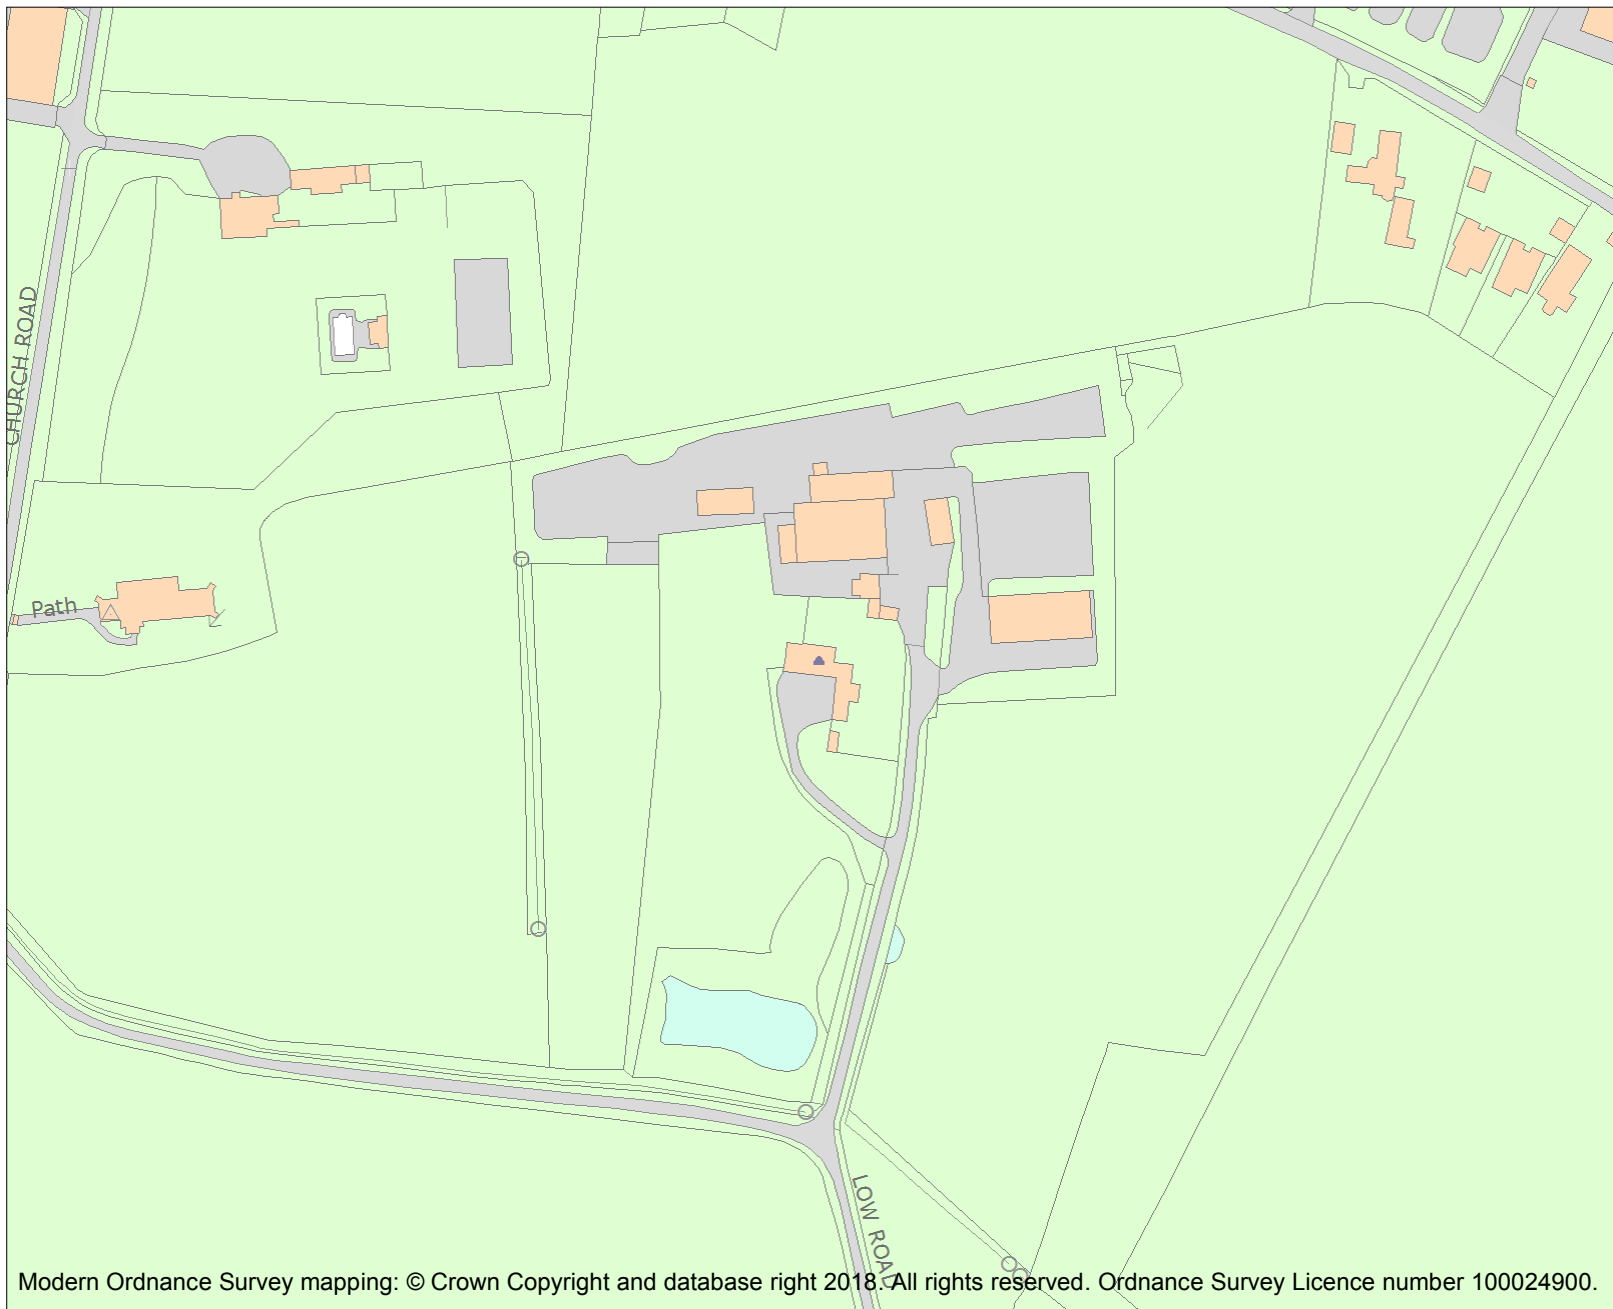 CHURCH ROAD
Path
LOW ROAD
Modern Ordnance Survey mapping: © Crown Copyright and database right 2018. All rights reserved. Ordnance Survey Licence number 100024900.